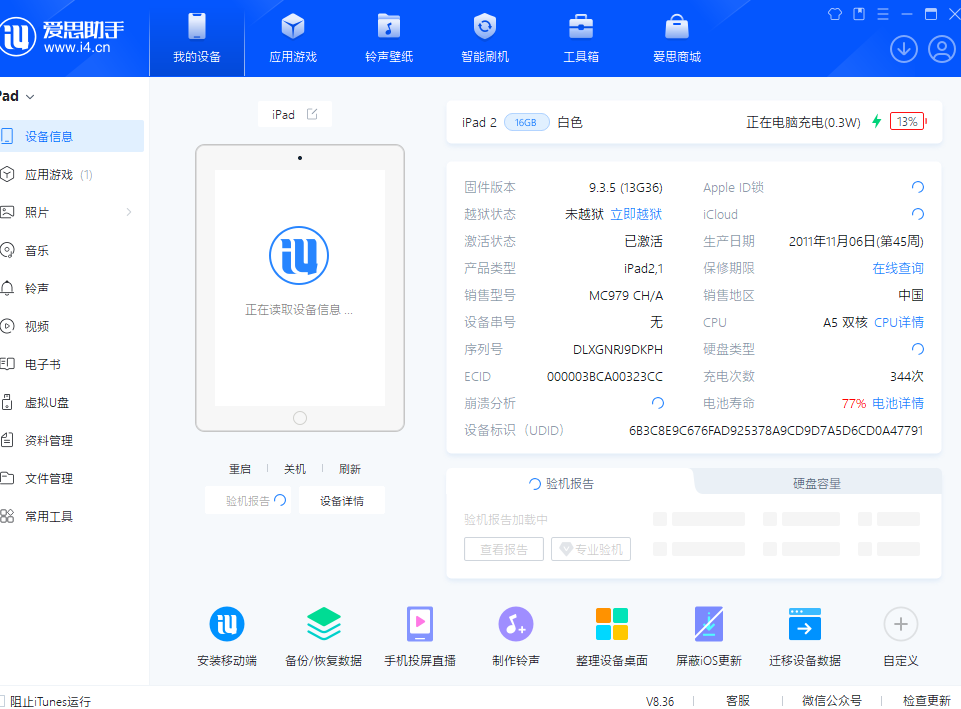 爱思助手
www.i4.cn
我的设备
应用游戏
铃声壁纸
智能刷机
工具箱
爱思商城
Pad
设备信息
应用游戏 (1)
照片
音乐
铃声
视频
电子书
虚拟U盘
资料管理
文件管理
常用工具
iPad
iU
正在读取设备信息 ...
重启
关机
刷新
验机报告
设备详情
iPad 2 16GB 白色
正在电脑充电(0.3W) 13%
固件版本 9.3.5 (13G36)
Apple ID锁
越狱状态 未越狱 立即越狱
iCloud
激活状态 已激活
生产日期 2011年11月06日(第45周)
产品类型 iPad2,1
保修期限 在线查询
销售型号 MC979 CH/A
销售地区 中国
设备串号 无
CPU A5 双核 CPU详情
序列号 DLXGNRJ9DKPH
硬盘类型
ECID 000003BCA00323CC
充电次数 344次
崩溃分析
电池寿命 77% 电池详情
设备标识（UDID） 6B3C8E9C676FAD925378A9CD9D7A5D6CD0A47791
验机报告
硬盘容量
验机报告加载中
查看报告
专业验机
安装移动端
备份/恢复数据
手机投屏直播
制作铃声
整理设备桌面
屏蔽iOS更新
迁移设备数据
自定义
阻止iTunes运行
V8.36
客服
微信公众号
检查更新